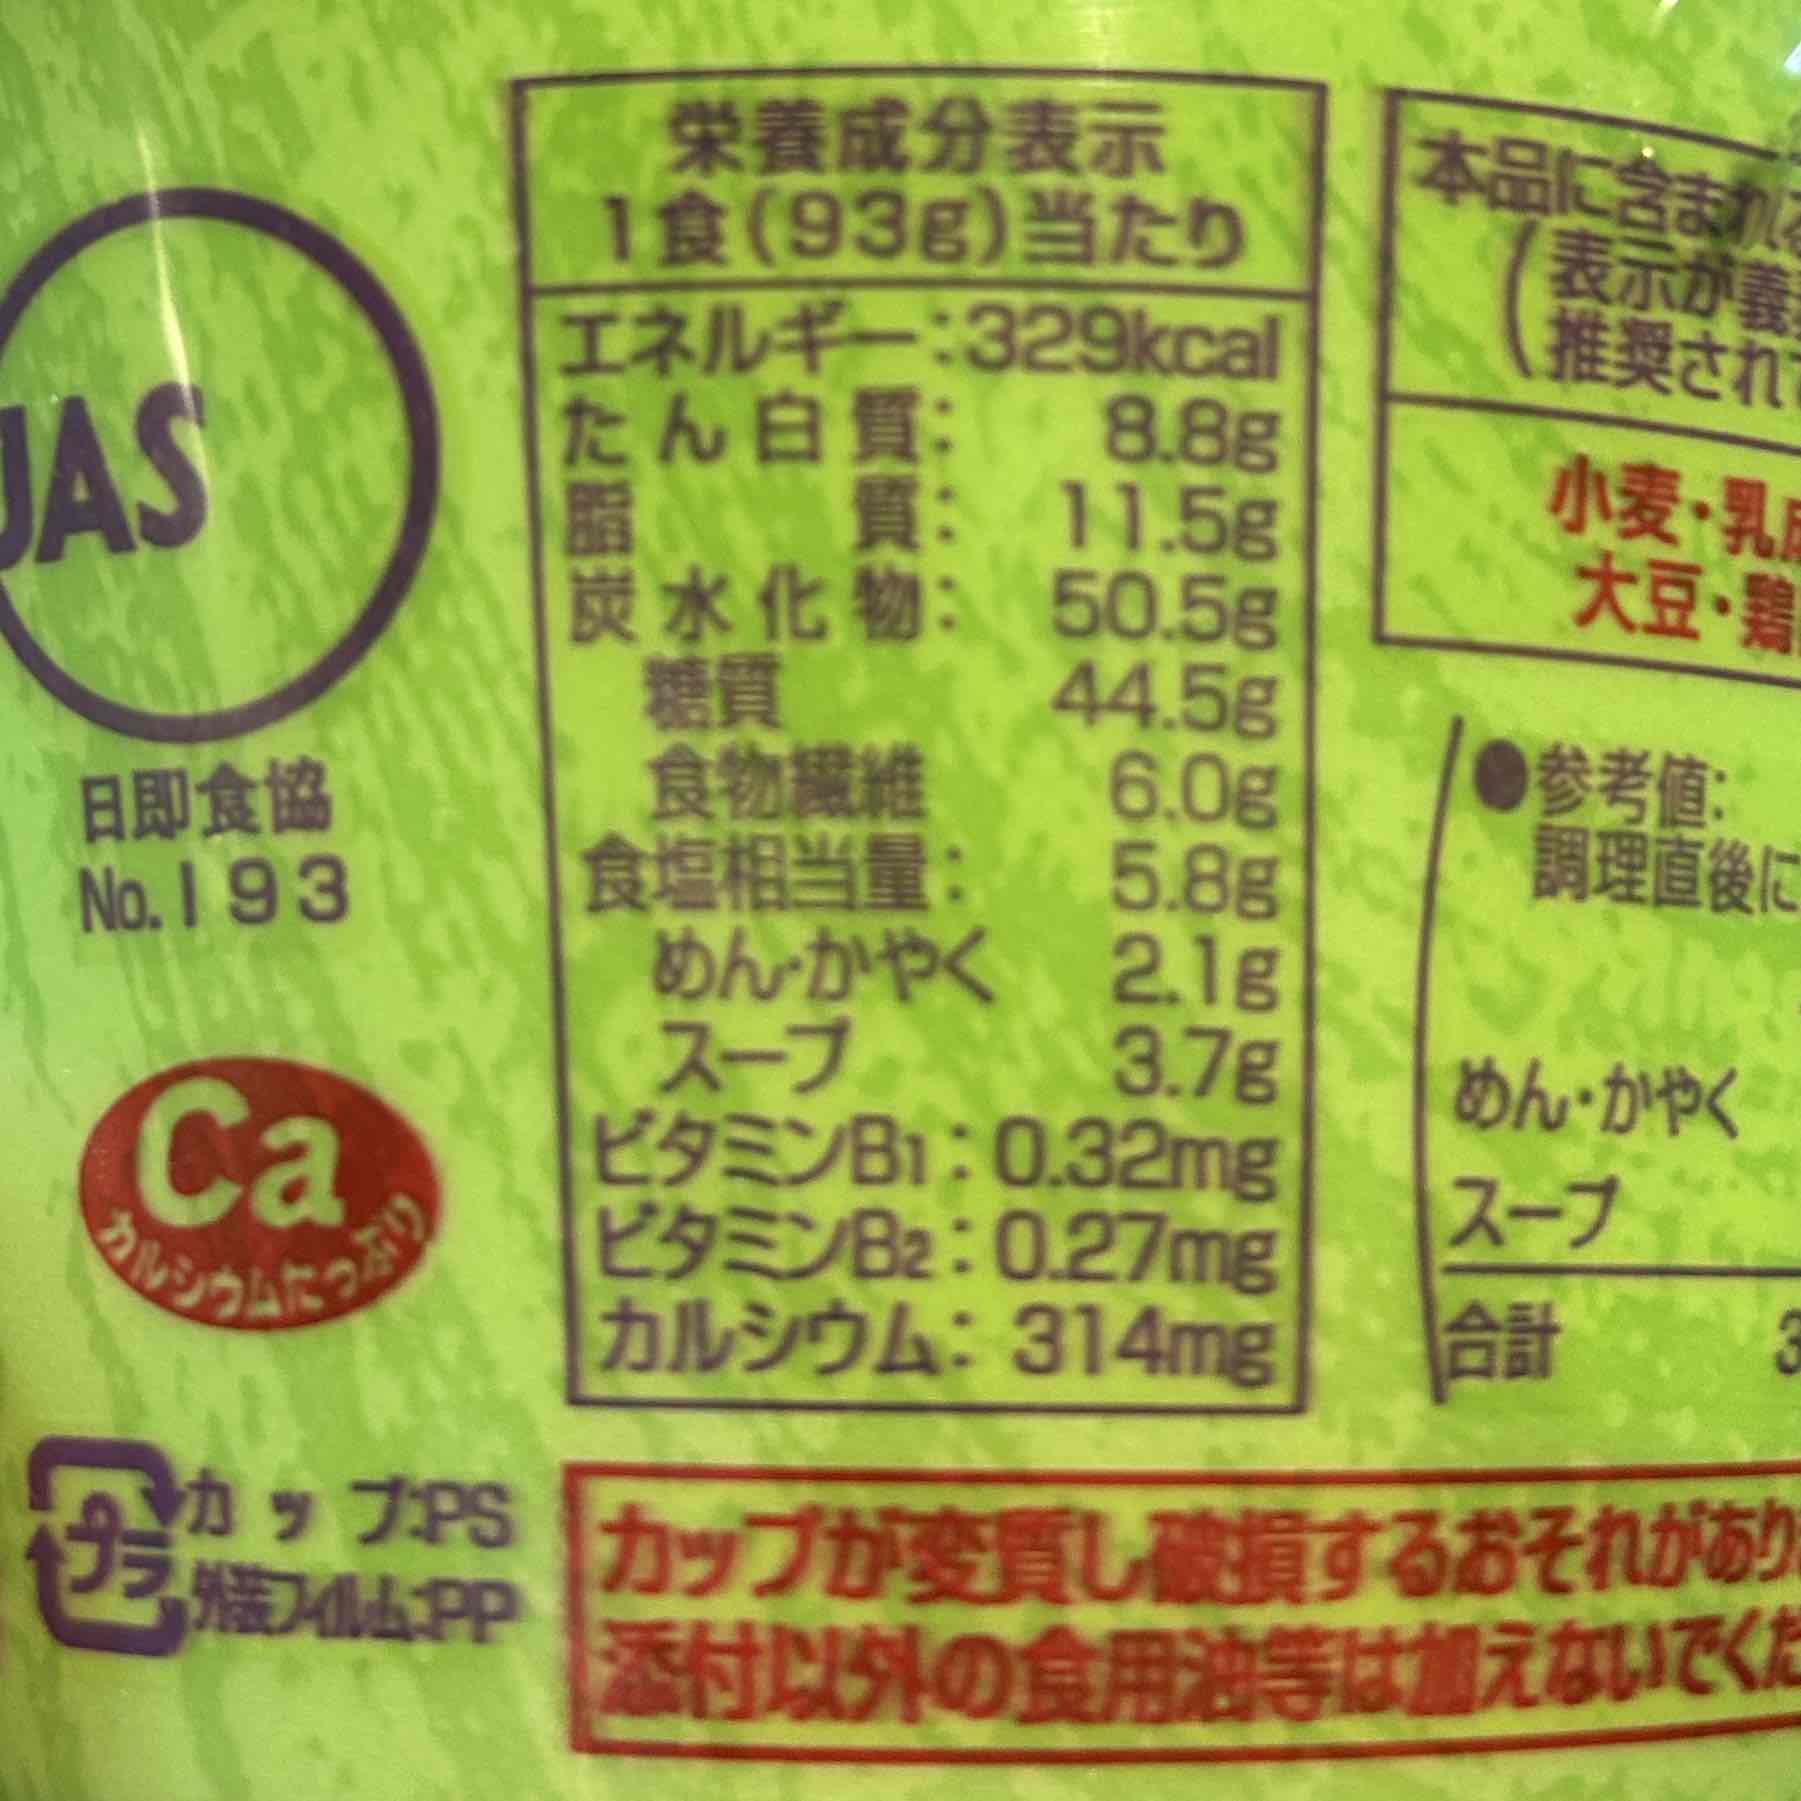 栄養成分表示
1食(93g)当たり
エネルギー:329kcal
たん白質: 8.8g
脂質: 11.5g
炭水化物: 50.5g
糖質 44.5g
食物繊維 6.0g
食塩相当量: 5.8g
めん・かやく 2.1g
スープ 3.7g
ビタミンB1:0.32mg
ビタミンB2:0.27mg
カルシウム: 314mg
JAS
日即食協
No.193
Ca
カルシウムたっぷり
プラ
カップ:PS
外装フィルム:PP
本品に含まれる
(表示が義
推奨されて
小麦・乳成
大豆・鶏
●参考値:
調理直後に
めん・かやく
スープ
合計 3
カップが変質し破損するおそれがあり
添付以外の食用油等は加えないでくだ